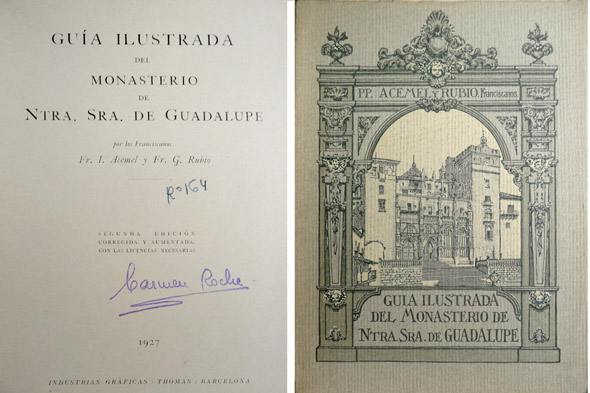 GUÍA ILUSTRADA
DEL
MONASTERIO
DE
NTRA. SRA. DE GUADALUPE
por los Franciscanos
Fr. I. Acemel y Fr. G. Rubio
Rº 164
SEGUNDA EDICIÓN
CORREGIDA Y AUMENTADA.
CON LAS LICENCIAS NECESARIAS
Carmen Roche
1927
INDUSTRIAS GRÁFICAS : THOMAS : BARCELONA
PP. ACEMEL Y RUBIO, Franciscanos.
GUIA ILUSTRADA
DEL MONASTERIO DE
NTRA. SRA. DE GUADALUPE